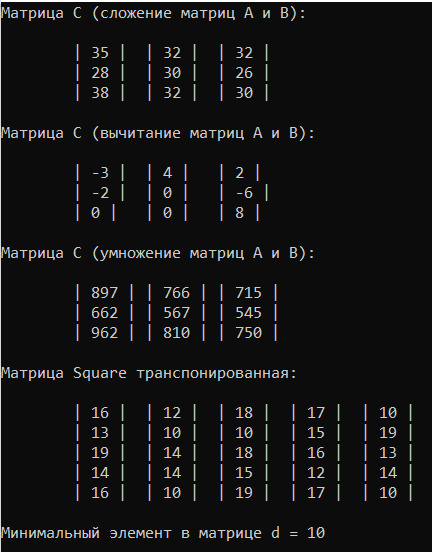 Матрица C (сложение матриц A и B):
| 35 | | 32 | | 32 |
| 28 | | 30 | | 26 |
| 38 | | 32 | | 30 |
Матрица C (вычитание матриц A и B):
| -3 | | 4 | | 2 |
| -2 | | 0 | | -6 |
| 0 | | 0 | | 8 |
Матрица C (умножение матриц A и B):
| 897 | | 766 | | 715 |
| 662 | | 567 | | 545 |
| 962 | | 810 | | 750 |
Матрица Square транспонированная:
| 16 | | 12 | | 18 | | 17 | | 10 |
| 13 | | 10 | | 10 | | 15 | | 19 |
| 19 | | 14 | | 18 | | 16 | | 13 |
| 14 | | 14 | | 15 | | 12 | | 14 |
| 16 | | 10 | | 19 | | 17 | | 10 |
Минимальный элемент в матрице d = 10